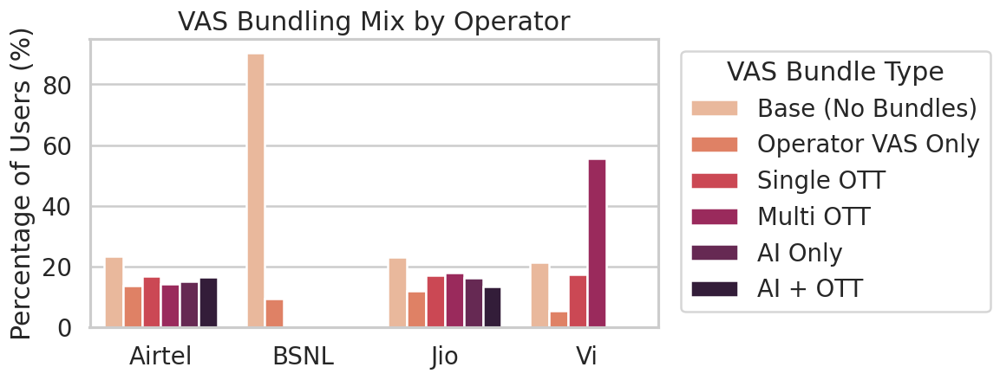 VAS Bundling Mix by Operator
Percentage of Users (%)
80
60
40
20
0
Airtel BSNL Jio Vi
VAS Bundle Type
Base (No Bundles)
Operator VAS Only
Single OTT
Multi OTT
AI Only
AI + OTT